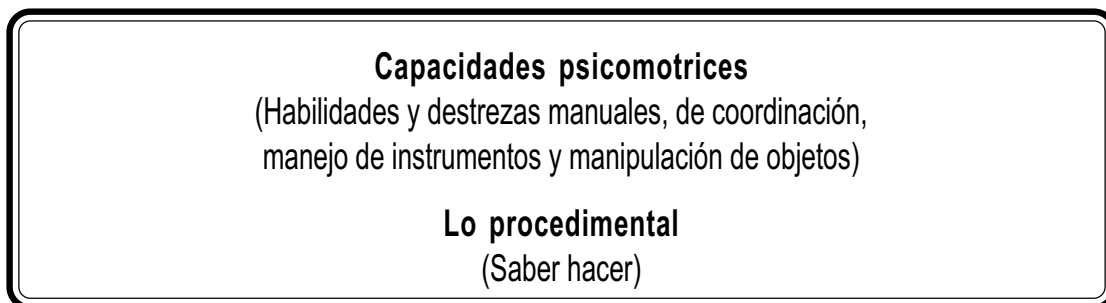 Capacidades psicomotrices
(Habilidades y destrezas manuales, de coordinación,
manejo de instrumentos y manipulación de objetos)
Lo procedimental
(Saber hacer)